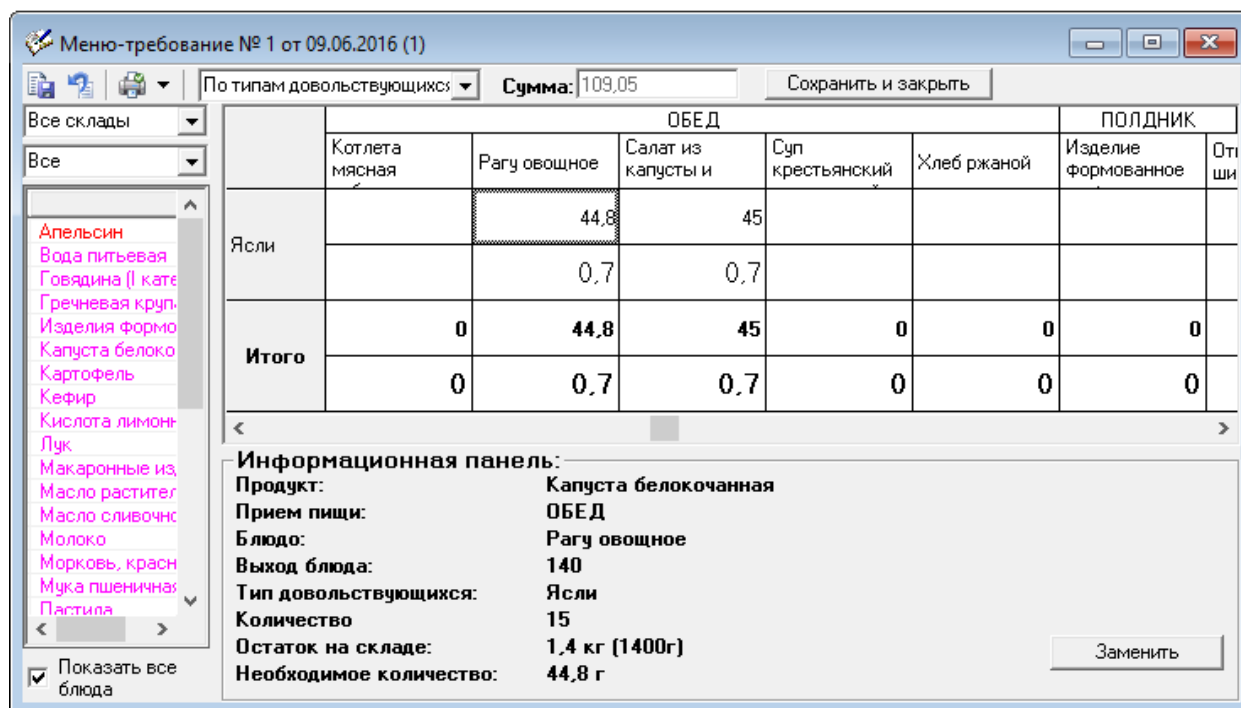 Меню-требование № 1 от 09.06.2016 (1)
По типам довольствующихс Сумма: 109,05 Сохранить и закрыть
Все склады
Все
Апельсин
Вода питьевая
Говядина (I кате
Гречневая круп
Изделия формо
Капуста белоко
Картофель
Кефир
Кислота лимонн
Лук
Макаронные из
Масло растител
Масло сливочно
Молоко
Морковь, красн
Мука пшеничная
Пастила
Показать все
блюда
ОБЕД ПОЛДНИК
Котлета
мясная
Рагу овощное
Салат из
капусты и
Суп
крестьянский
Хлеб ржаной
Изделие
формованное
Отв
ши
Ясли
44,8 45
0,7 0,7
Итого
0 44,8 45 0 0 0
0 0,7 0,7 0 0 0
Информационная панель:
Продукт: Капуста белокочанная
Прием пищи: ОБЕД
Блюдо: Рагу овощное
Выход блюда: 140
Тип довольствующихся: Ясли
Количество 15
Остаток на складе: 1,4 кг (1400г)
Необходимое количество: 44,8 г
Заменить